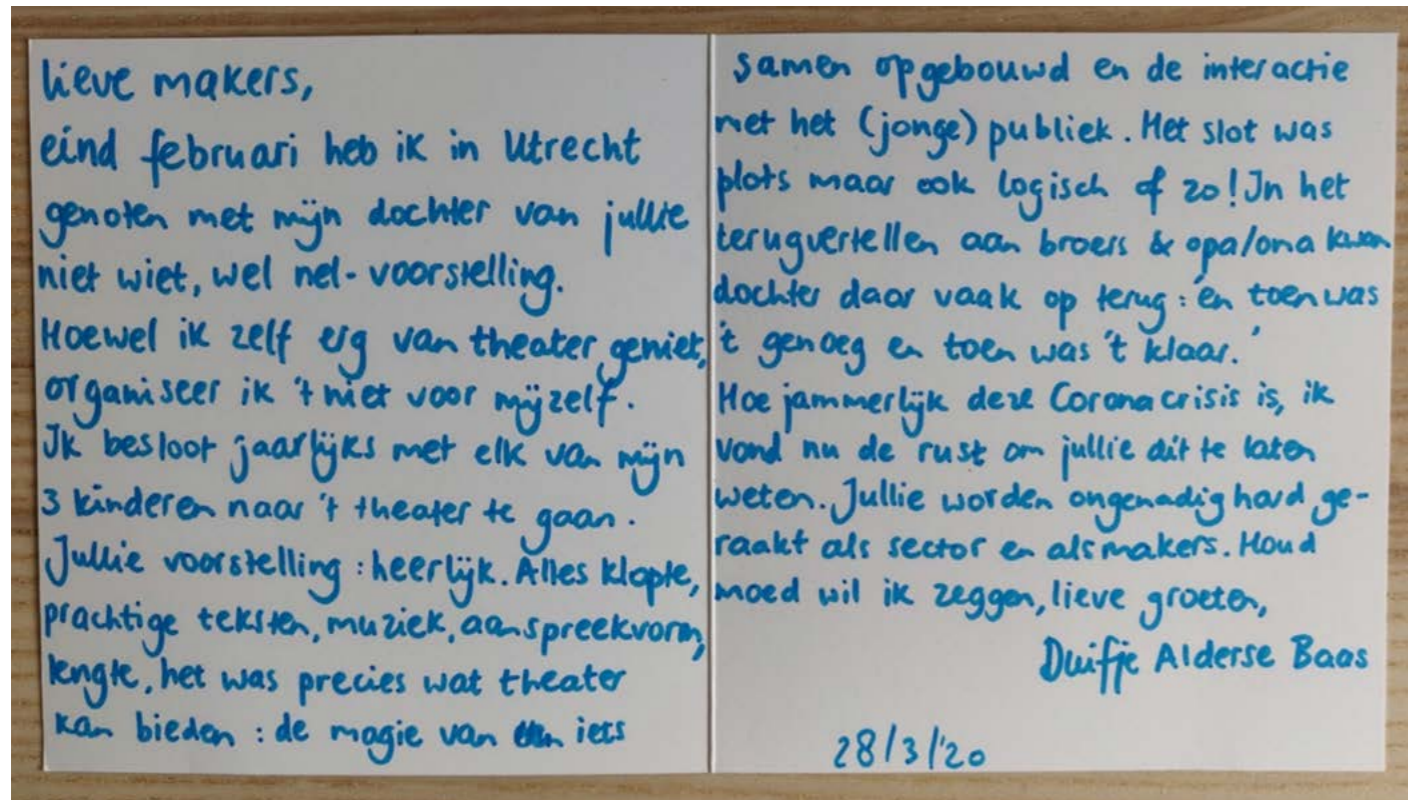 lieve makers,
eind februari heb ik in Utrecht
genoten met mijn dochter van jullie
niet wiet, wel nel-voorstelling.
Hoewel ik zelf erg van theater geniet,
organiseer ik 't niet voor mijzelf.
Ik besloot jaarlijks met elk van mijn
3 kinderen naar 't theater te gaan.
Jullie voorstelling: heerlijk. Alles klopte,
prachtige teksten, muziek, aanspreekvorm,
lengte, het was precies wat theater
kan bieden: de magie van iets
samen opgebouwd en de interactie
met het (jonge) publiek. Het slot was
plots maar ook logisch of zo! In het
terugvertellen aan broers & opa/oma kwam
dochter daar vaak op terug: 'en toen was
't genoeg en toen was 't klaar.'
Hoe jammerlijk deze Coronacrisis is, ik
vond nu de rust om jullie dit te laten
weten. Jullie worden ongenadig hard ge-
raakt als sector en als makers. Houd
moed wil ik zeggen, lieve groeten,
Duifje Alderse Baas
28/3/'20